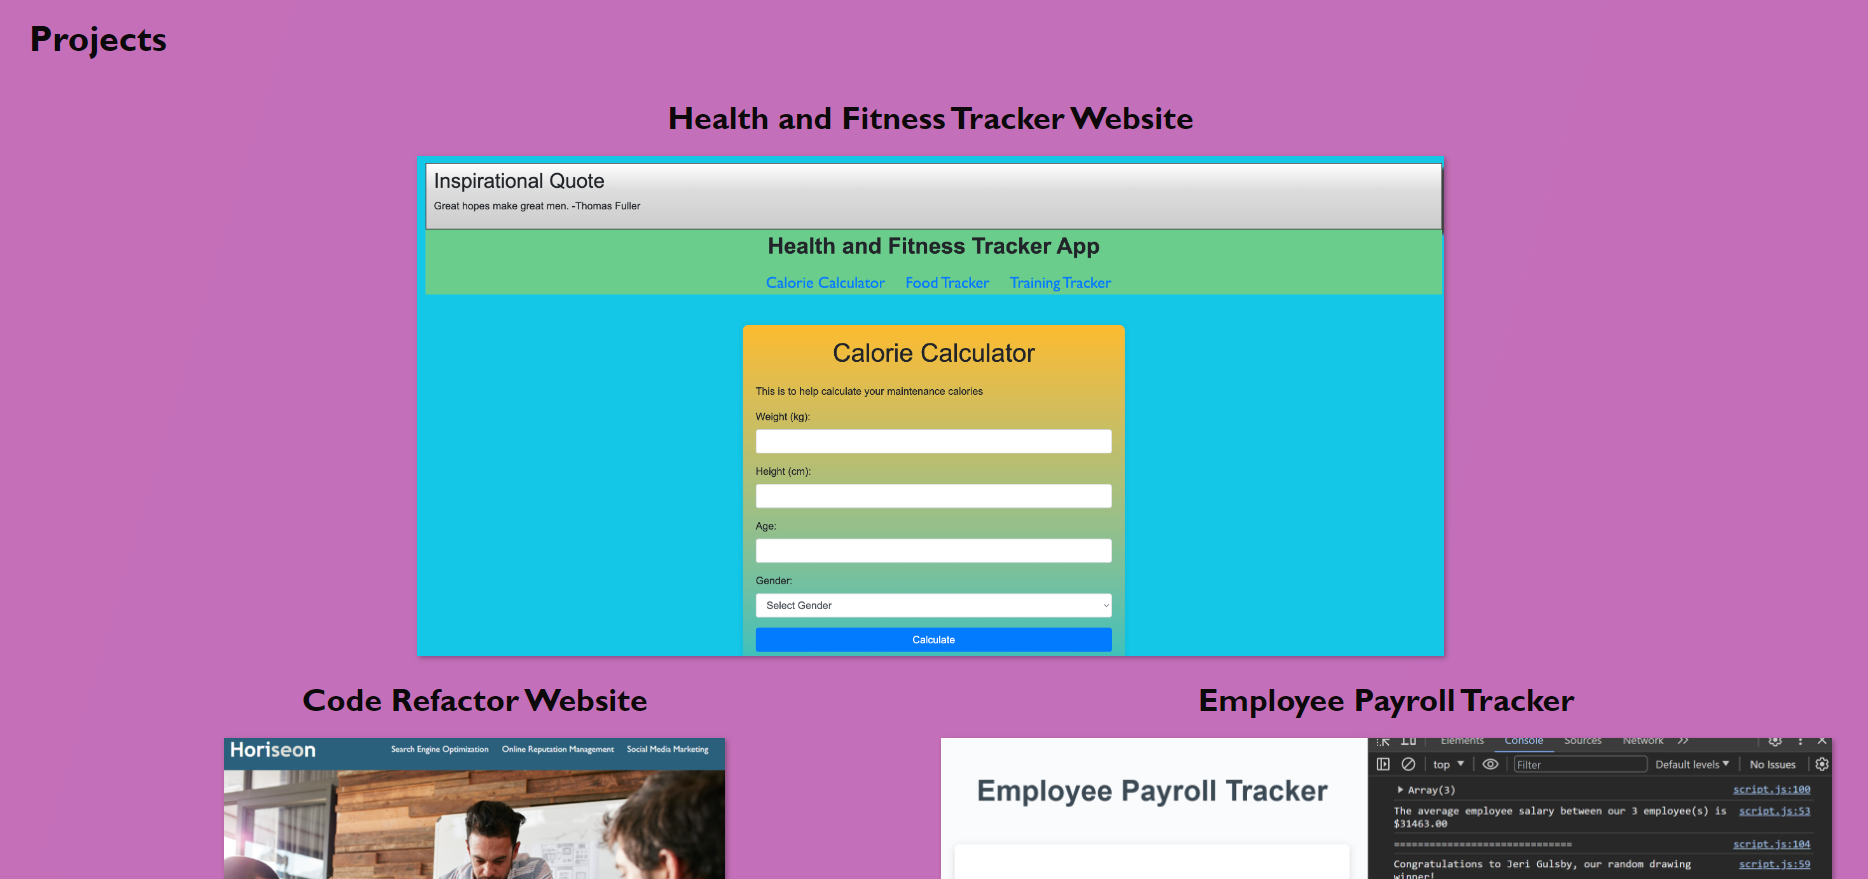 Projects
Health and Fitness Tracker Website
Inspirational Quote
Great hopes make great men. -Thomas Fuller
Health and Fitness Tracker App
Calorie Calculator Food Tracker Training Tracker
Calorie Calculator
This is to help calculate your maintenance calories
Weight (kg):
Height (cm):
Age:
Gender:
Select Gender
Calculate
Code Refactor Website
Horiseon Search Engine Optimization Online Reputation Management Social Media Marketing
Employee Payroll Tracker
Employee Payroll Tracker
Elements Console Sources Network >>
top Filter Default levels No Issues
Array(3) script.js:100
The average employee salary between our 3 employee(s) is script.js:53
$31463.00
============================== script.js:104
Congratulations to Jeri Gulsby, our random drawing script.js:59
winner!